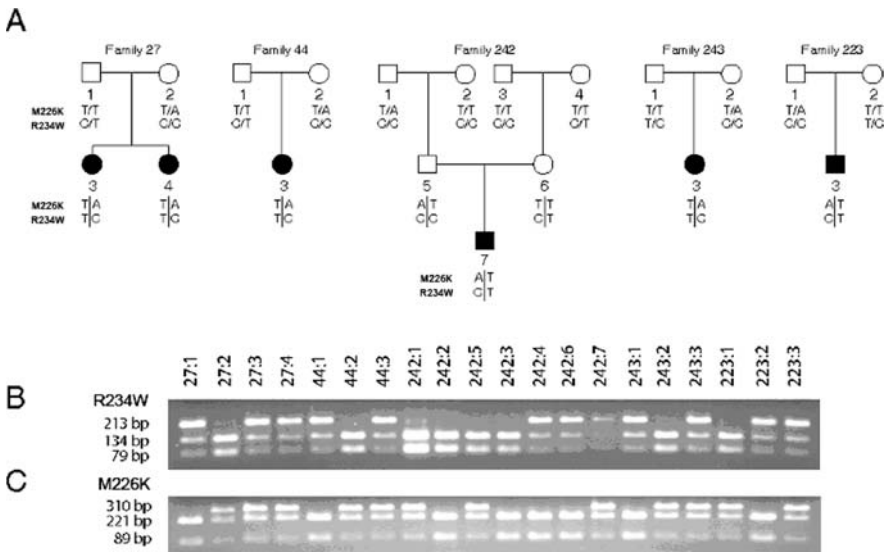 A
Family 27 Family 44 Family 242 Family 243 Family 223
1 2 1 2 1 2 3 4 1 2 1 2
M226K T/T T/A T/T T/A T/A T/T T/T T/T T/T T/A T/A T/T
R234W C/T C/C C/T C/C C/C C/C C/C C/T T/C C/C C/C T/C
3 4 3 5 6 3 3
M226K T|A T|A T|A A|T T|T T|A A|T
R234W T|C T|C T|C C|C C|T T|C C|T
7
M226K A|T
R234W C|T
27:1 27:2 27:3 27:4 44:1 44:2 44:3 242:1 242:2 242:5 242:3 242:4 242:6 242:7 243:1 243:2 243:3 223:1 223:2 223:3
B
R234W
213 bp
134 bp
79 bp
C
M226K
310 bp
221 bp
89 bp